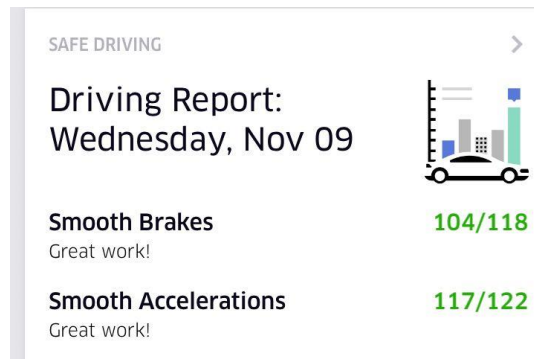 SAFE DRIVING
Driving Report:
Wednesday, Nov 09
Smooth Brakes 104/118
Great work!
Smooth Accelerations 117/122
Great work!